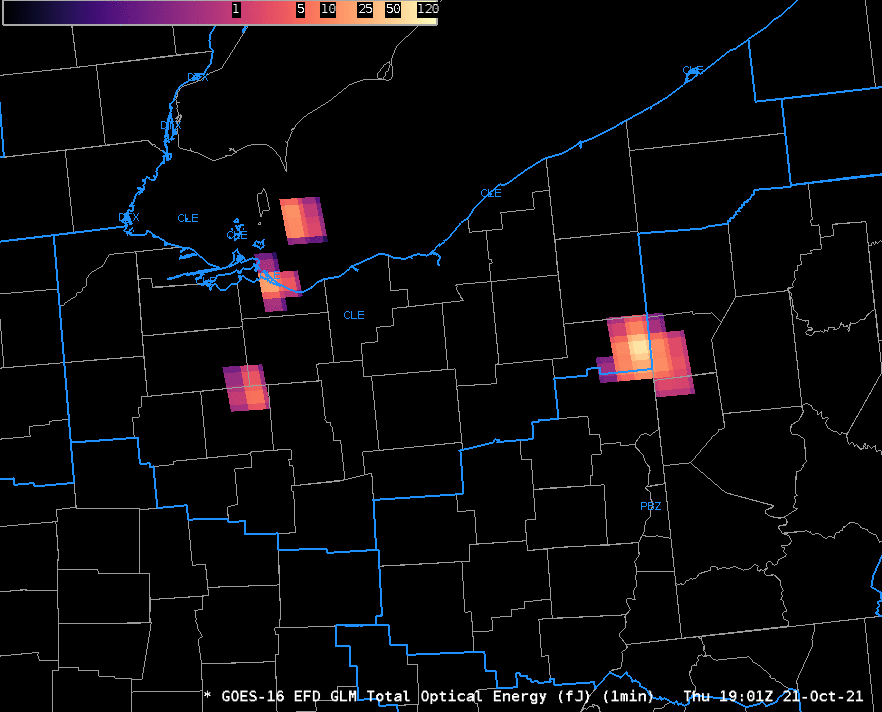 1 5 10 25 50 120
CLE
DTX
DTX
CLE
DTX CLE
CLE
CLE
CLE
PBZ
* GOES-16 EFD GLM Total Optical Energy (fJ) (1min) Thu 19:01Z 21-Oct-21